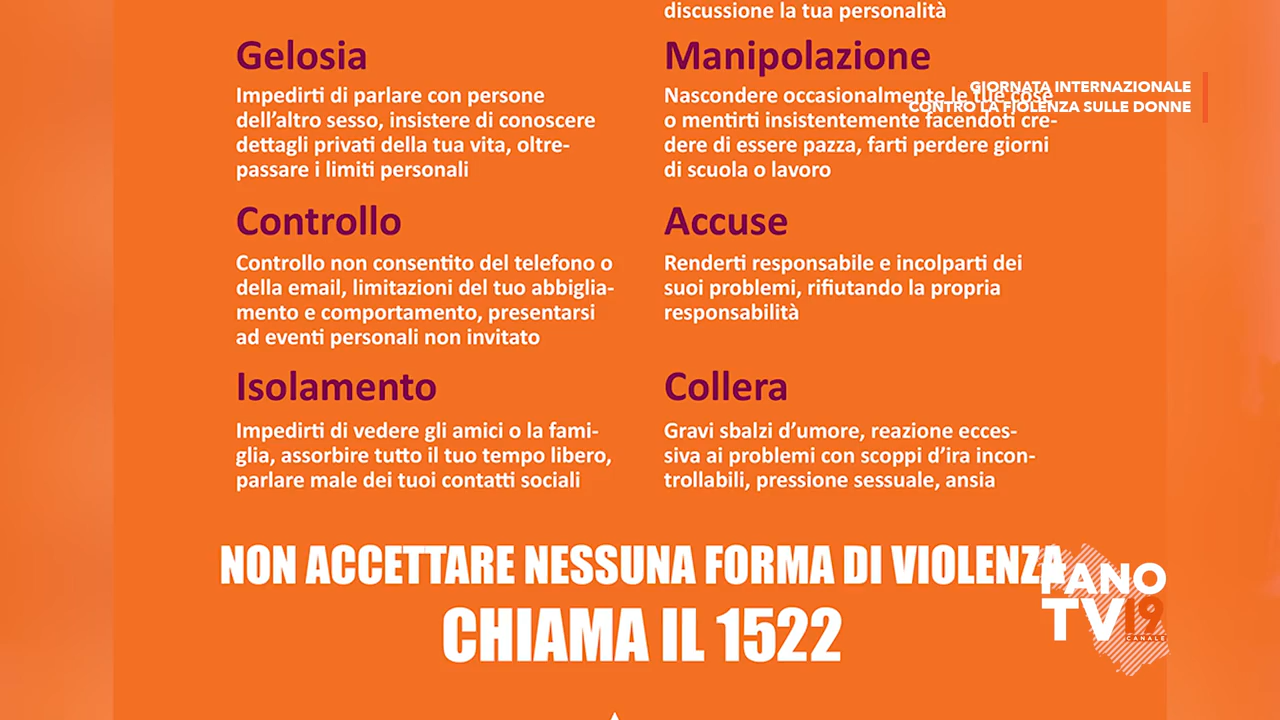 discussione la tua personalità
Gelosia
Impedirti di parlare con persone
dell'altro sesso, insistere di conoscere
dettagli privati della tua vita, oltre-
passare i limiti personali
Manipolazione
Nascondere occasionalmente le tue cose
o mentirti insistentemente facendoti cre-
dere di essere pazza, farti perdere giorni
di scuola o lavoro
GIORNATA INTERNAZIONALE
CONTRO LA FIOLENZA SULLE DONNE
Controllo
Controllo non consentito del telefono o
della email, limitazioni del tuo abbiglia-
mento e comportamento, presentarsi
ad eventi personali non invitato
Accuse
Renderti responsabile e incolparti dei
suoi problemi, rifiutando la propria
responsabilità
Isolamento
Impedirti di vedere gli amici o la fami-
glia, assorbire tutto il tuo tempo libero,
parlare male dei tuoi contatti sociali
Collera
Gravi sbalzi d'umore, reazione ecces-
siva ai problemi con scoppi d'ira incon-
trollabili, pressione sessuale, ansia
NON ACCETTARE NESSUNA FORMA DI VIOLENZA
CHIAMA IL 1522
FANO
TV19
CANALE